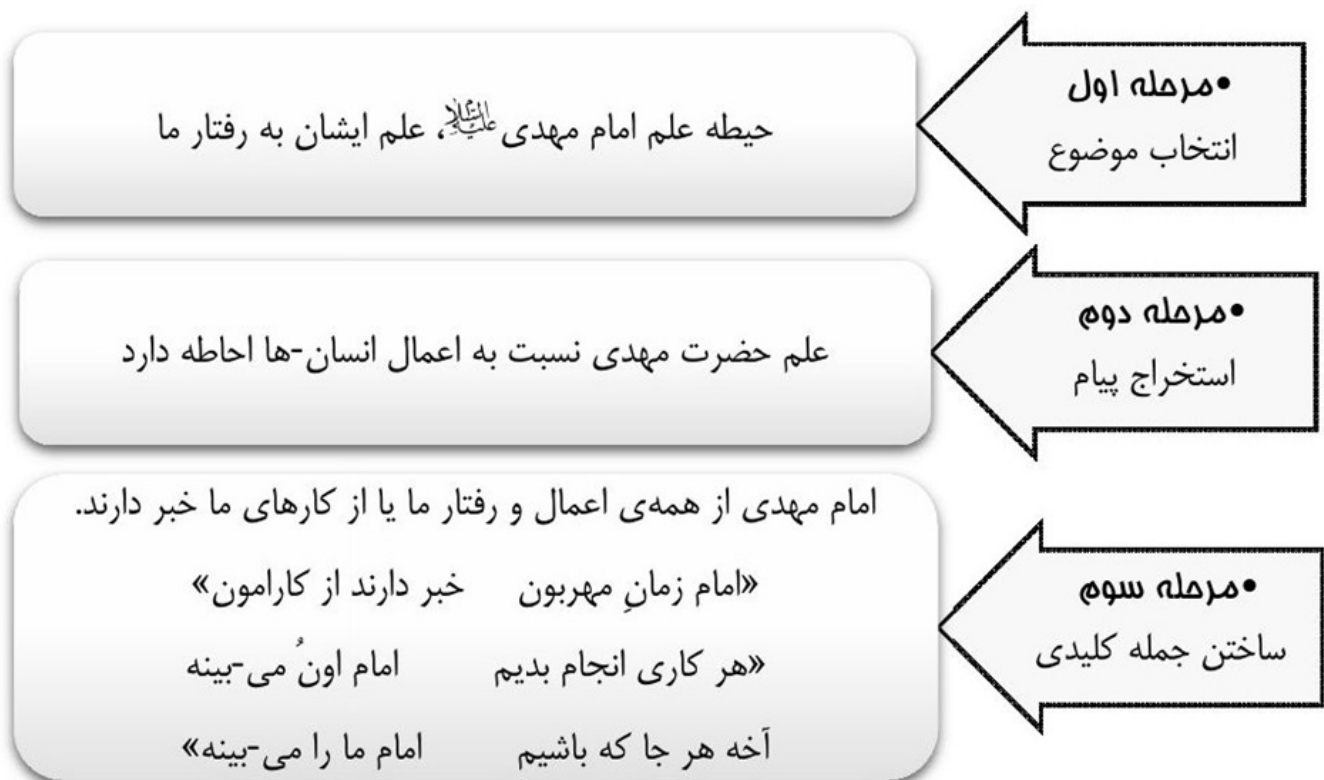 •مرحله اول
انتخاب موضوع
حیطه علم امام مهدی علیه‌السلام، علم ایشان به رفتار ما
•مرحله دوم
استخراج پیام
علم حضرت مهدی نسبت به اعمال انسان-ها احاطه دارد
•مرحله سوم
ساختن جمله کلیدی
امام مهدی از همه‌ی اعمال و رفتار ما یا از کارهای ما خبر دارند.
«امام زمانِ مهربون خبر دارند از کارامون»
«هر کاری انجام بدیم امام اونُ می-بینه
آخه هر جا که باشیم امام ما را می-بینه»